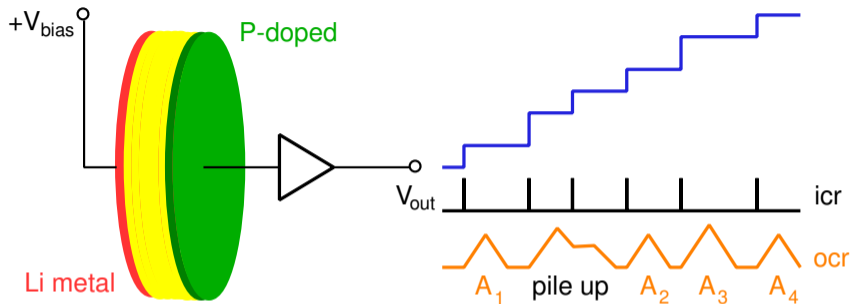 +Vbias
P-doped
Li metal
Vout
icr
ocr
A1
pile up
A2
A3
A4